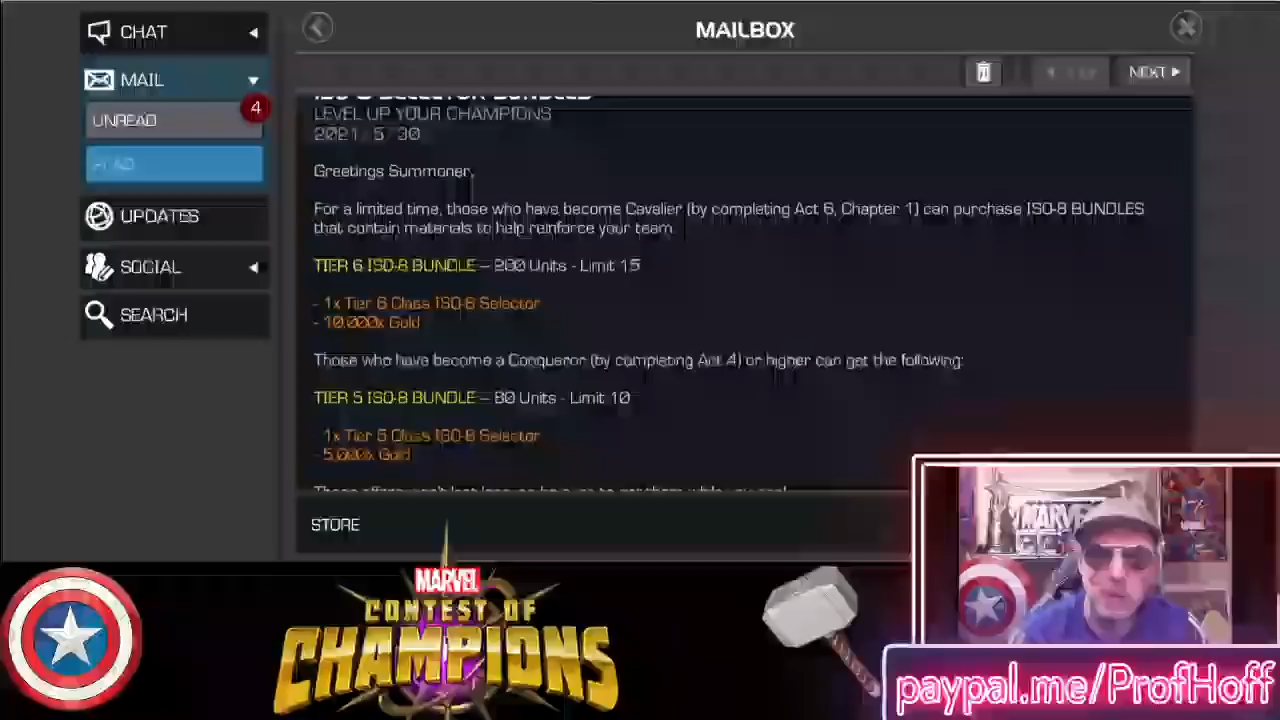 CHAT
MAILBOX
MAIL
NEXT
4
UNREAD
LEVEL UP YOUR CHAMPIONS
2021 / 5 / 30
Greetings Summoner,
For a limited time, those who have become Cavalier (by completing Act 6, Chapter 1) can purchase ISO-8 BUNDLES
that contain materials to help reinforce your team.
UPDATES
SOCIAL
SEARCH
TIER 6 ISO-8 BUNDLE – 200 Units - Limit 15
- 1x Tier 6 Class ISO-8 Selector
- 10,000x Gold
Those who have become a Conqueror (by completing Act 4) or higher can get the following:
TIER 5 ISO-8 BUNDLE – 80 Units - Limit 10
1x Tier 5 Class ISO-8 Selector
- 5,000x Gold
STORE
MARVEL
MARVEL
CONTEST OF
CHAMPIONS
paypal.me/ProfHoff